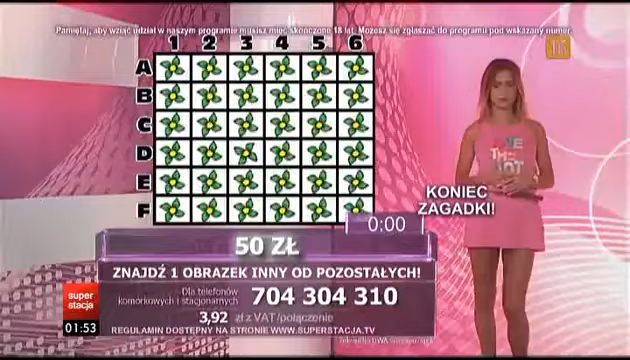 Pamiętaj, aby wziąć udział w naszym programie musisz mieć skończone 18 lat. Możesz się zgłaszać do programu pod wskazany numer.
1 2 3 4 5 6
A
B
C
D
E
F
KONIEC
ZAGADKI!
0:00
50 ZŁ
ZNAJDŹ 1 OBRAZEK INNY OD POZOSTAŁYCH!
Dla telefonów
komórkowych i stacjonarnych
704 304 310
3,92 zł z VAT/połączenie
REGULAMIN DOSTĘPNY NA STRONIE WWW.SUPERSTACJA.TV
super
stacja
01:53